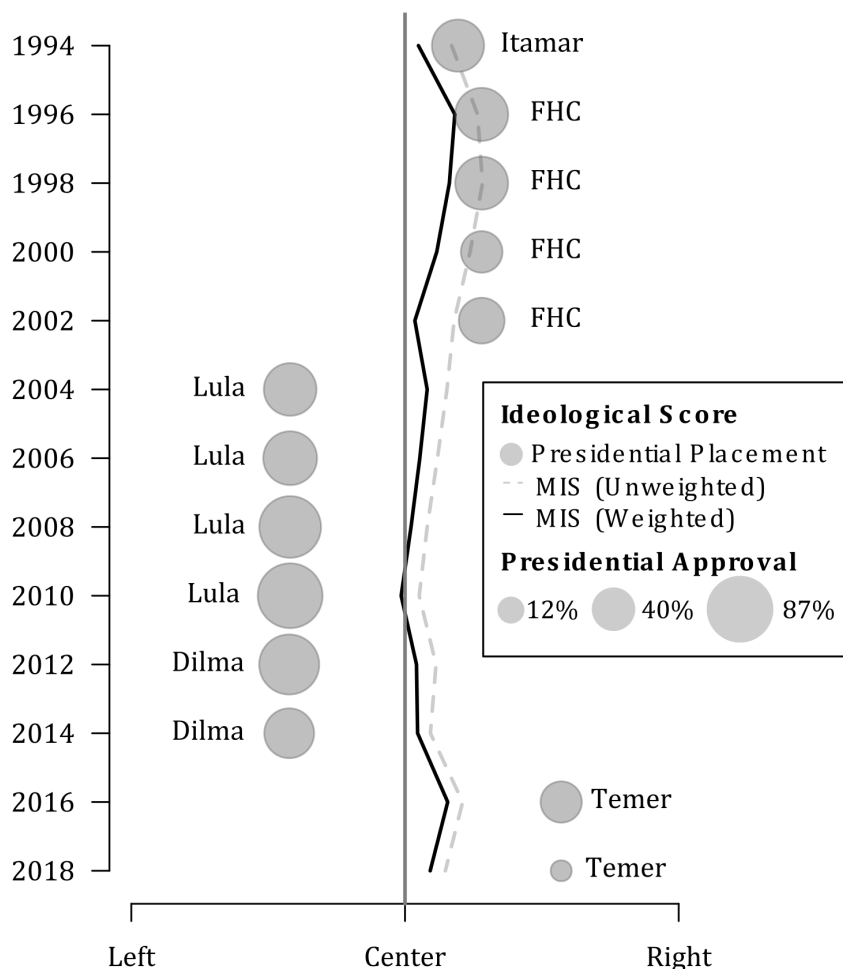 1994 Itamar
1996 FHC
1998 FHC
2000 FHC
2002 FHC
2004 Lula
2006 Lula
2008 Lula
2010 Lula
2012 Dilma
2014 Dilma
2016 Temer
2018 Temer
Ideological Score
Presidential Placement
MIS (Unweighted)
MIS (Weighted)
Presidential Approval
12% 40% 87%
Left Center Right